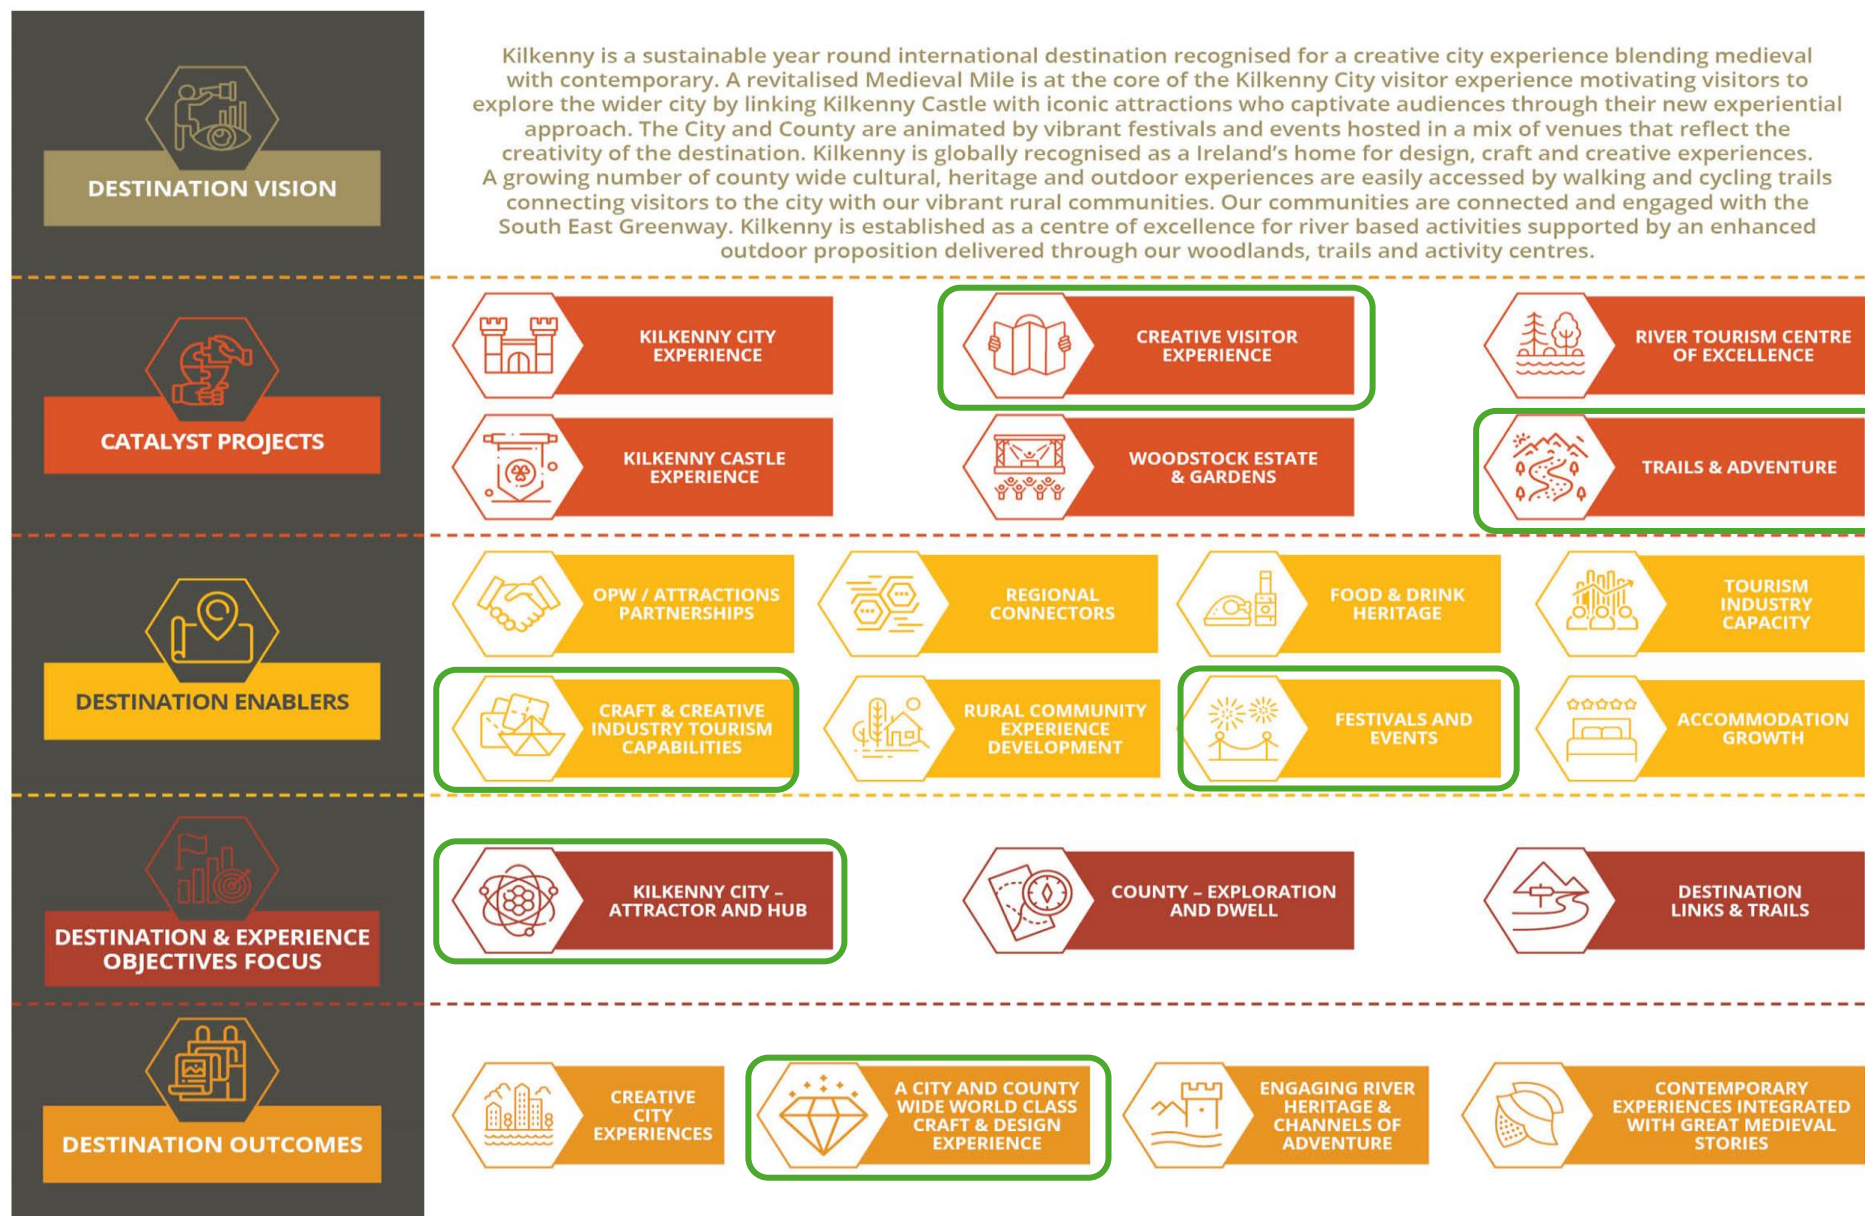 DESTINATION VISION
Kilkenny is a sustainable year round international destination recognised for a creative city experience blending medieval
with contemporary. A revitalised Medieval Mile is at the core of the Kilkenny City visitor experience motivating visitors to
explore the wider city by linking Kilkenny Castle with iconic attractions who captivate audiences through their new experiential
approach. The City and County are animated by vibrant festivals and events hosted in a mix of venues that reflect the
creativity of the destination. Kilkenny is globally recognised as a Ireland's home for design, craft and creative experiences.
A growing number of county wide cultural, heritage and outdoor experiences are easily accessed by walking and cycling trails
connecting visitors to the city with our vibrant rural communities. Our communities are connected and engaged with the
South East Greenway. Kilkenny is established as a centre of excellence for river based activities supported by an enhanced
outdoor proposition delivered through our woodlands, trails and activity centres.
CATALYST PROJECTS
KILKENNY CITY
EXPERIENCE
CREATIVE VISITOR
EXPERIENCE
RIVER TOURISM CENTRE
OF EXCELLENCE
KILKENNY CASTLE
EXPERIENCE
WOODSTOCK ESTATE
& GARDENS
TRAILS & ADVENTURE
DESTINATION ENABLERS
OPW / ATTRACTIONS
PARTNERSHIPS
REGIONAL
CONNECTORS
FOOD & DRINK
HERITAGE
TOURISM
INDUSTRY
CAPACITY
CRAFT & CREATIVE
INDUSTRY TOURISM
CAPABILITIES
RURAL COMMUNITY
EXPERIENCE
DEVELOPMENT
FESTIVALS AND
EVENTS
ACCOMMODATION
GROWTH
DESTINATION & EXPERIENCE
OBJECTIVES FOCUS
KILKENNY CITY –
ATTRACTOR AND HUB
COUNTY – EXPLORATION
AND DWELL
DESTINATION
LINKS & TRAILS
DESTINATION OUTCOMES
CREATIVE
CITY
EXPERIENCES
A CITY AND COUNTY
WIDE WORLD CLASS
CRAFT & DESIGN
EXPERIENCE
ENGAGING RIVER
HERITAGE &
CHANNELS OF
ADVENTURE
CONTEMPORARY
EXPERIENCES INTEGRATED
WITH GREAT MEDIEVAL
STORIES